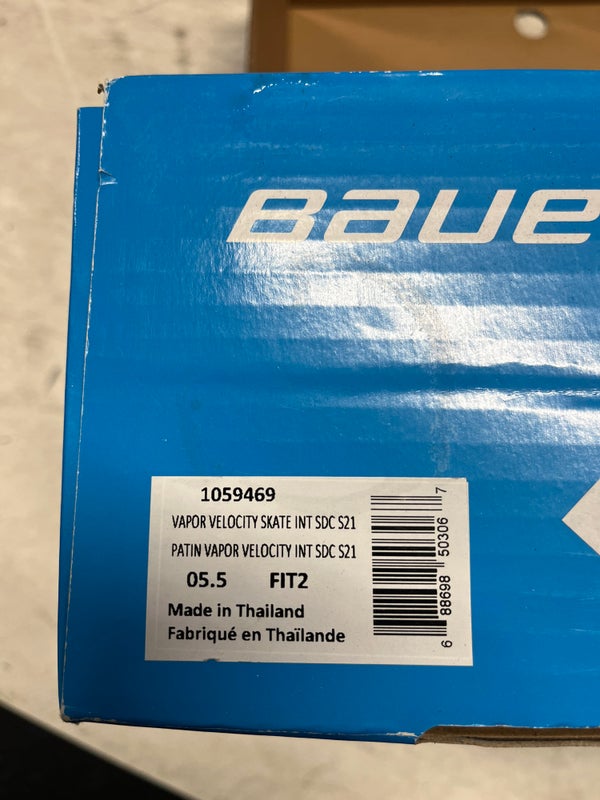 BAUE
1059469
VAPOR VELOCITY SKATE INT SDC S21
PATIN VAPOR VELOCITY INT SDC S21
05.5 FIT2
Made in Thailand
Fabriqué en Thaïlande
6 88698 50306 7